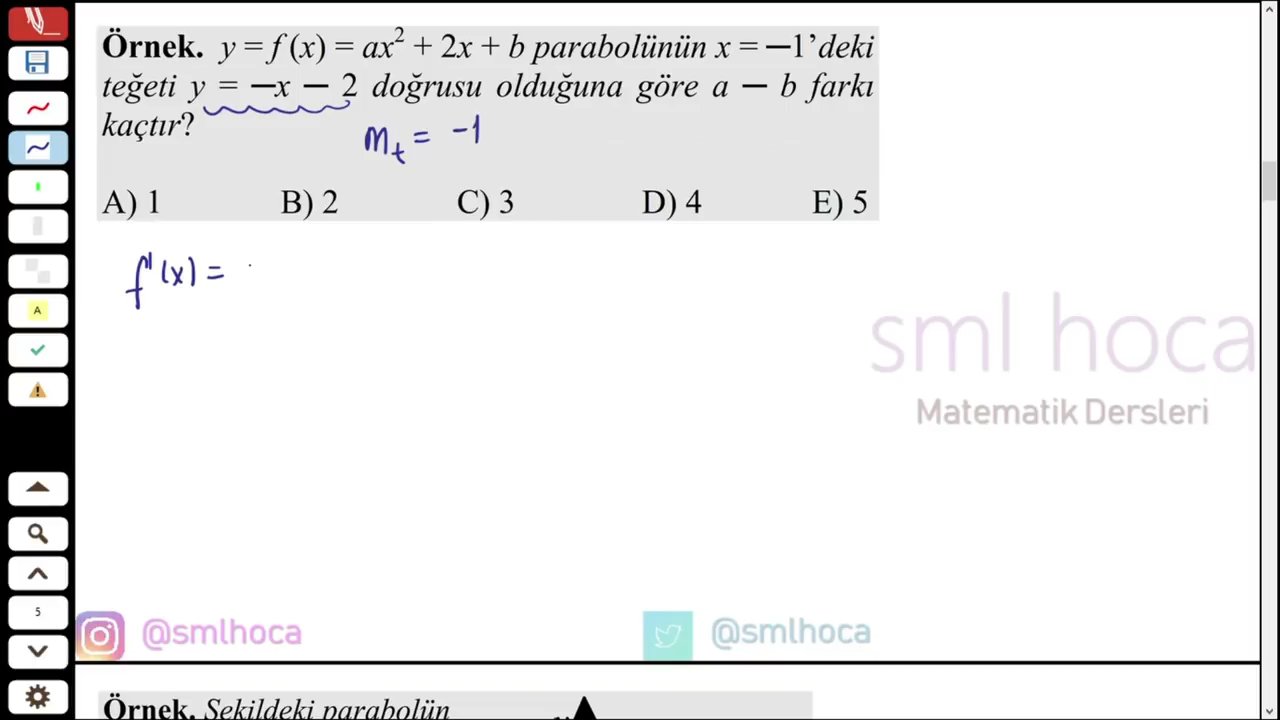 Örnek. y = f (x) = ax² + 2x + b parabolünün x = −1’deki
teğeti y = −x − 2 doğrusu olduğuna göre a − b farkı
kaçtır?
m_t = -1
A) 1 B) 2 C) 3 D) 4 E) 5
f'(x) =
sml hoca
Matematik Dersleri
A
5
@smlhoca @smlhoca
Örnek. Şekildeki parabolün